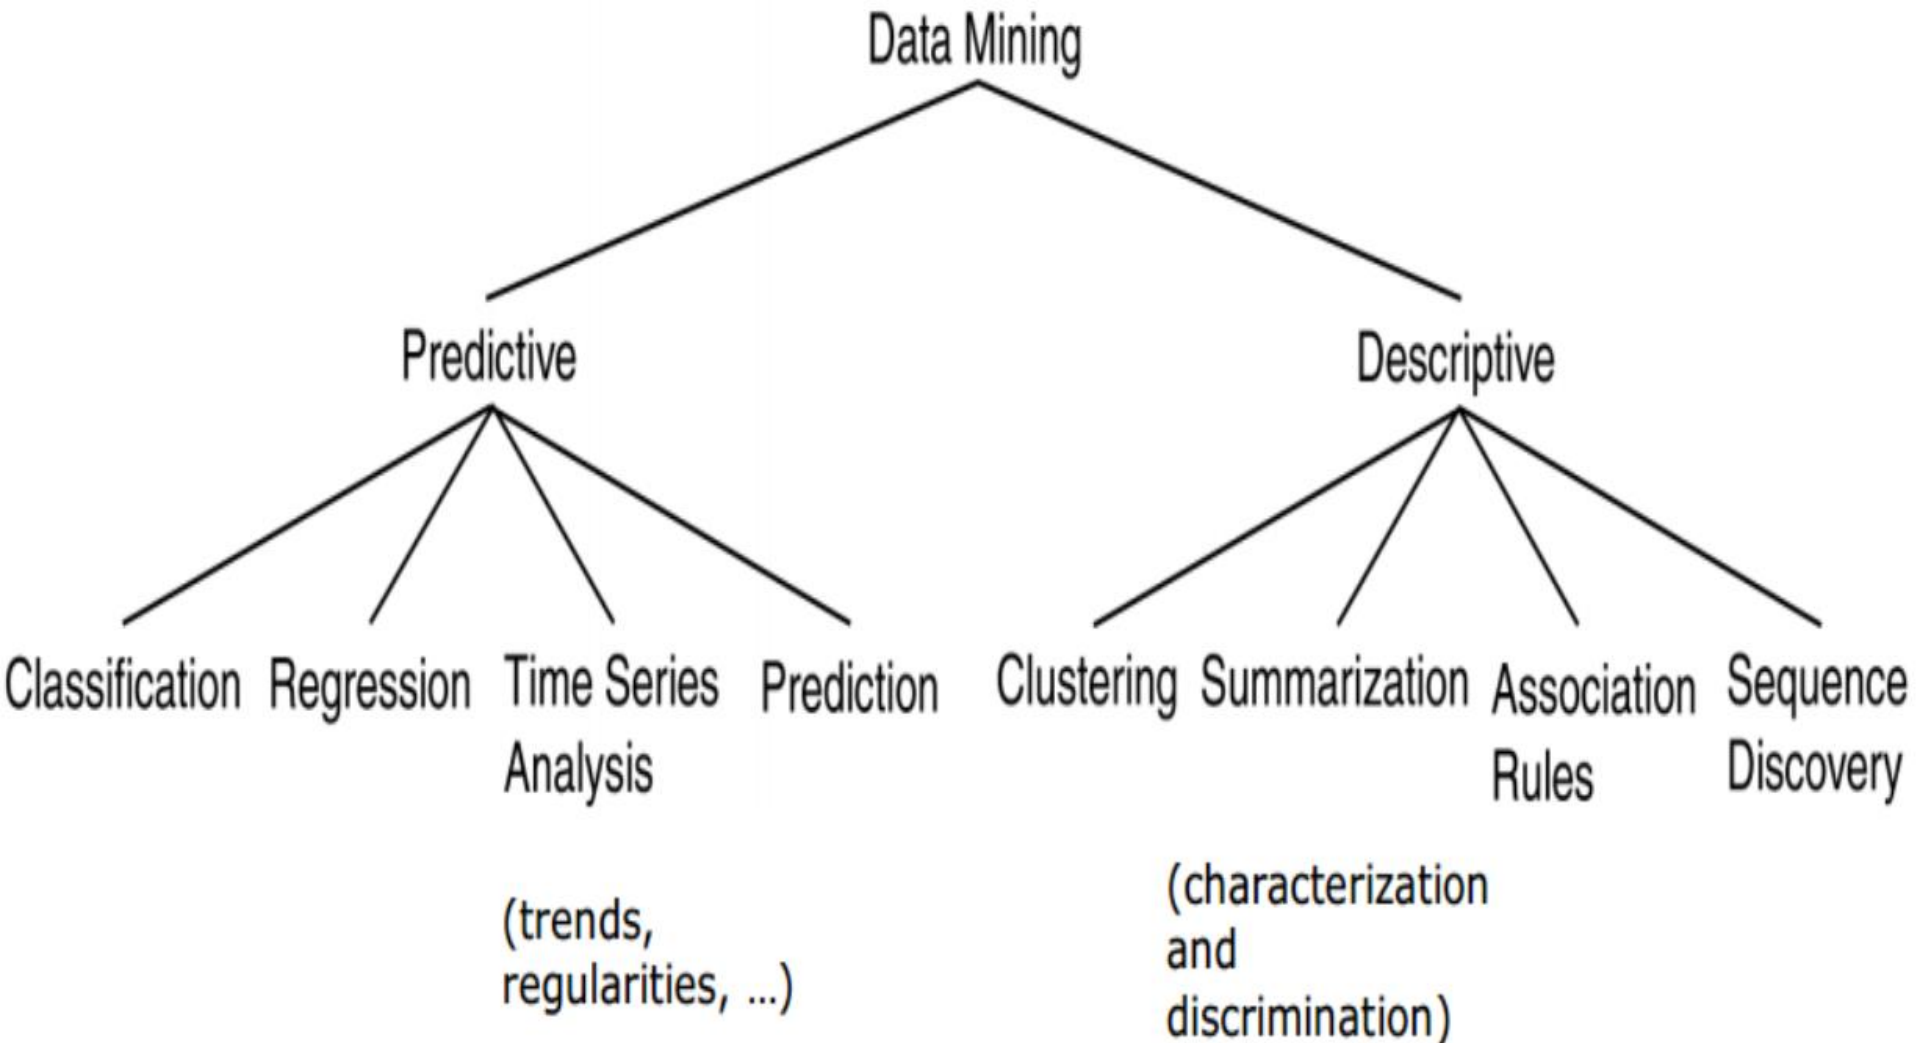 Data Mining
Predictive
Descriptive
Classification
Regression
Time Series
Analysis
Prediction
Clustering
Summarization
Association
Rules
Sequence
Discovery
(trends,
regularities, ...)
(characterization
and
discrimination)